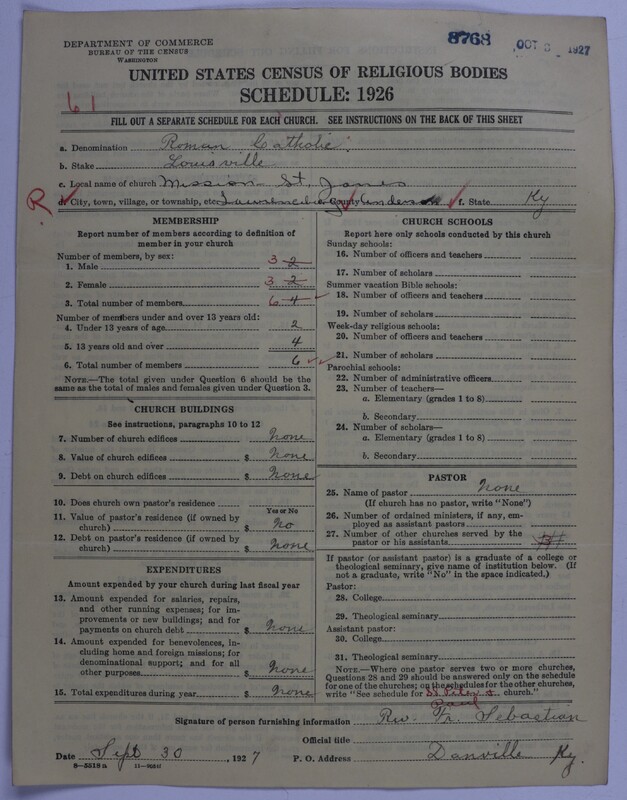 8768
OCT 3 1927
DEPARTMENT OF COMMERCE
BUREAU OF THE CENSUS
WASHINGTON
UNITED STATES CENSUS OF RELIGIOUS BODIES
SCHEDULE: 1926
61
FILL OUT A SEPARATE SCHEDULE FOR EACH CHURCH. SEE INSTRUCTIONS ON THE BACK OF THIS SHEET
a. Denomination Roman Catholic
b. Stake Louisville
c. Local name of church Mission St. James
R d. City, town, village, or township, etc. Lawrenceburg e. County Anderson f. State Ky
MEMBERSHIP
Report number of members according to definition of
member in your church
Number of members, by sex:
1. Male 3 2
2. Female 3 2
3. Total number of members 6 4
Number of members under and over 13 years old:
4. Under 13 years of age 2
5. 13 years old and over 4
6. Total number of members 6
NOTE.—The total given under Question 6 should be
the same as the total of males and females given under Question 3.
CHURCH BUILDINGS
See instructions, paragraphs 10 to 12
7. Number of church edifices None
8. Value of church edifices $ None
9. Debt on church edifices $ None
10. Does church own pastor's residence
Yes or No
11. Value of pastor's residence (if owned by
church) $ No
12. Debt on pastor's residence (if owned by
church) $ None
EXPENDITURES
Amount expended by your church during last fiscal year
13. Amount expended for salaries, repairs,
and other running expenses; for im-
provements or new buildings; and for
payments on church debt $ None
14. Amount expended for benevolences, in-
cluding home and foreign missions; for
denominational support; and for all
other purposes $ None
15. Total expenditures during year $ None
CHURCH SCHOOLS
Report here only schools conducted by this church
Sunday schools:
16. Number of officers and teachers
17. Number of scholars
Summer vacation Bible schools:
18. Number of officers and teachers
19. Number of scholars
Week-day religious schools:
20. Number of officers and teachers
21. Number of scholars
Parochial schools:
22. Number of administrative officers
23. Number of teachers—
a. Elementary (grades 1 to 8)
b. Secondary
24. Number of scholars—
a. Elementary (grades 1 to 8)
b. Secondary
PASTOR
25. Name of pastor None
(If church has no pastor, write "None")
26. Number of ordained ministers, if any, em-
ployed as assistant pastors
27. Number of other churches served by the
pastor or his assistants
If pastor (or assistant pastor) is a graduate of a college or
theological seminary, give name of institution below. (If
not a graduate, write "No" in the space indicated.)
Pastor:
28. College
29. Theological seminary
Assistant pastor:
30. College
31. Theological seminary
NOTE.—Where one pastor serves two or more churches,
Questions 28 and 29 should be answered only on the schedule
for one of the churches; on the schedules for the other churches,
write "See schedule for SS Peter & Paul church."
Signature of person furnishing information Rev. Fr. Sebastian
Official title
Date Sept 30, 1927 P. O. Address Danville Ky.
8—5518a